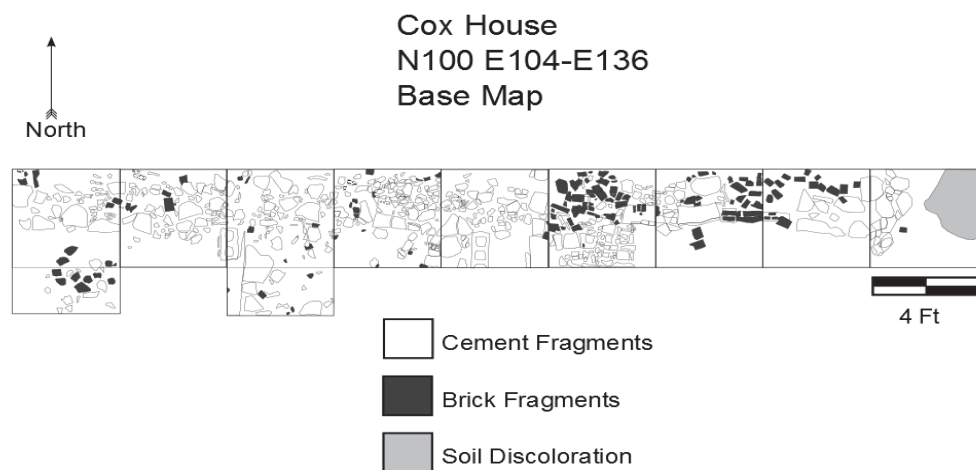 Cox House
N100 E104-E136
Base Map
North
4 Ft
Cement Fragments
Brick Fragments
Soil Discoloration